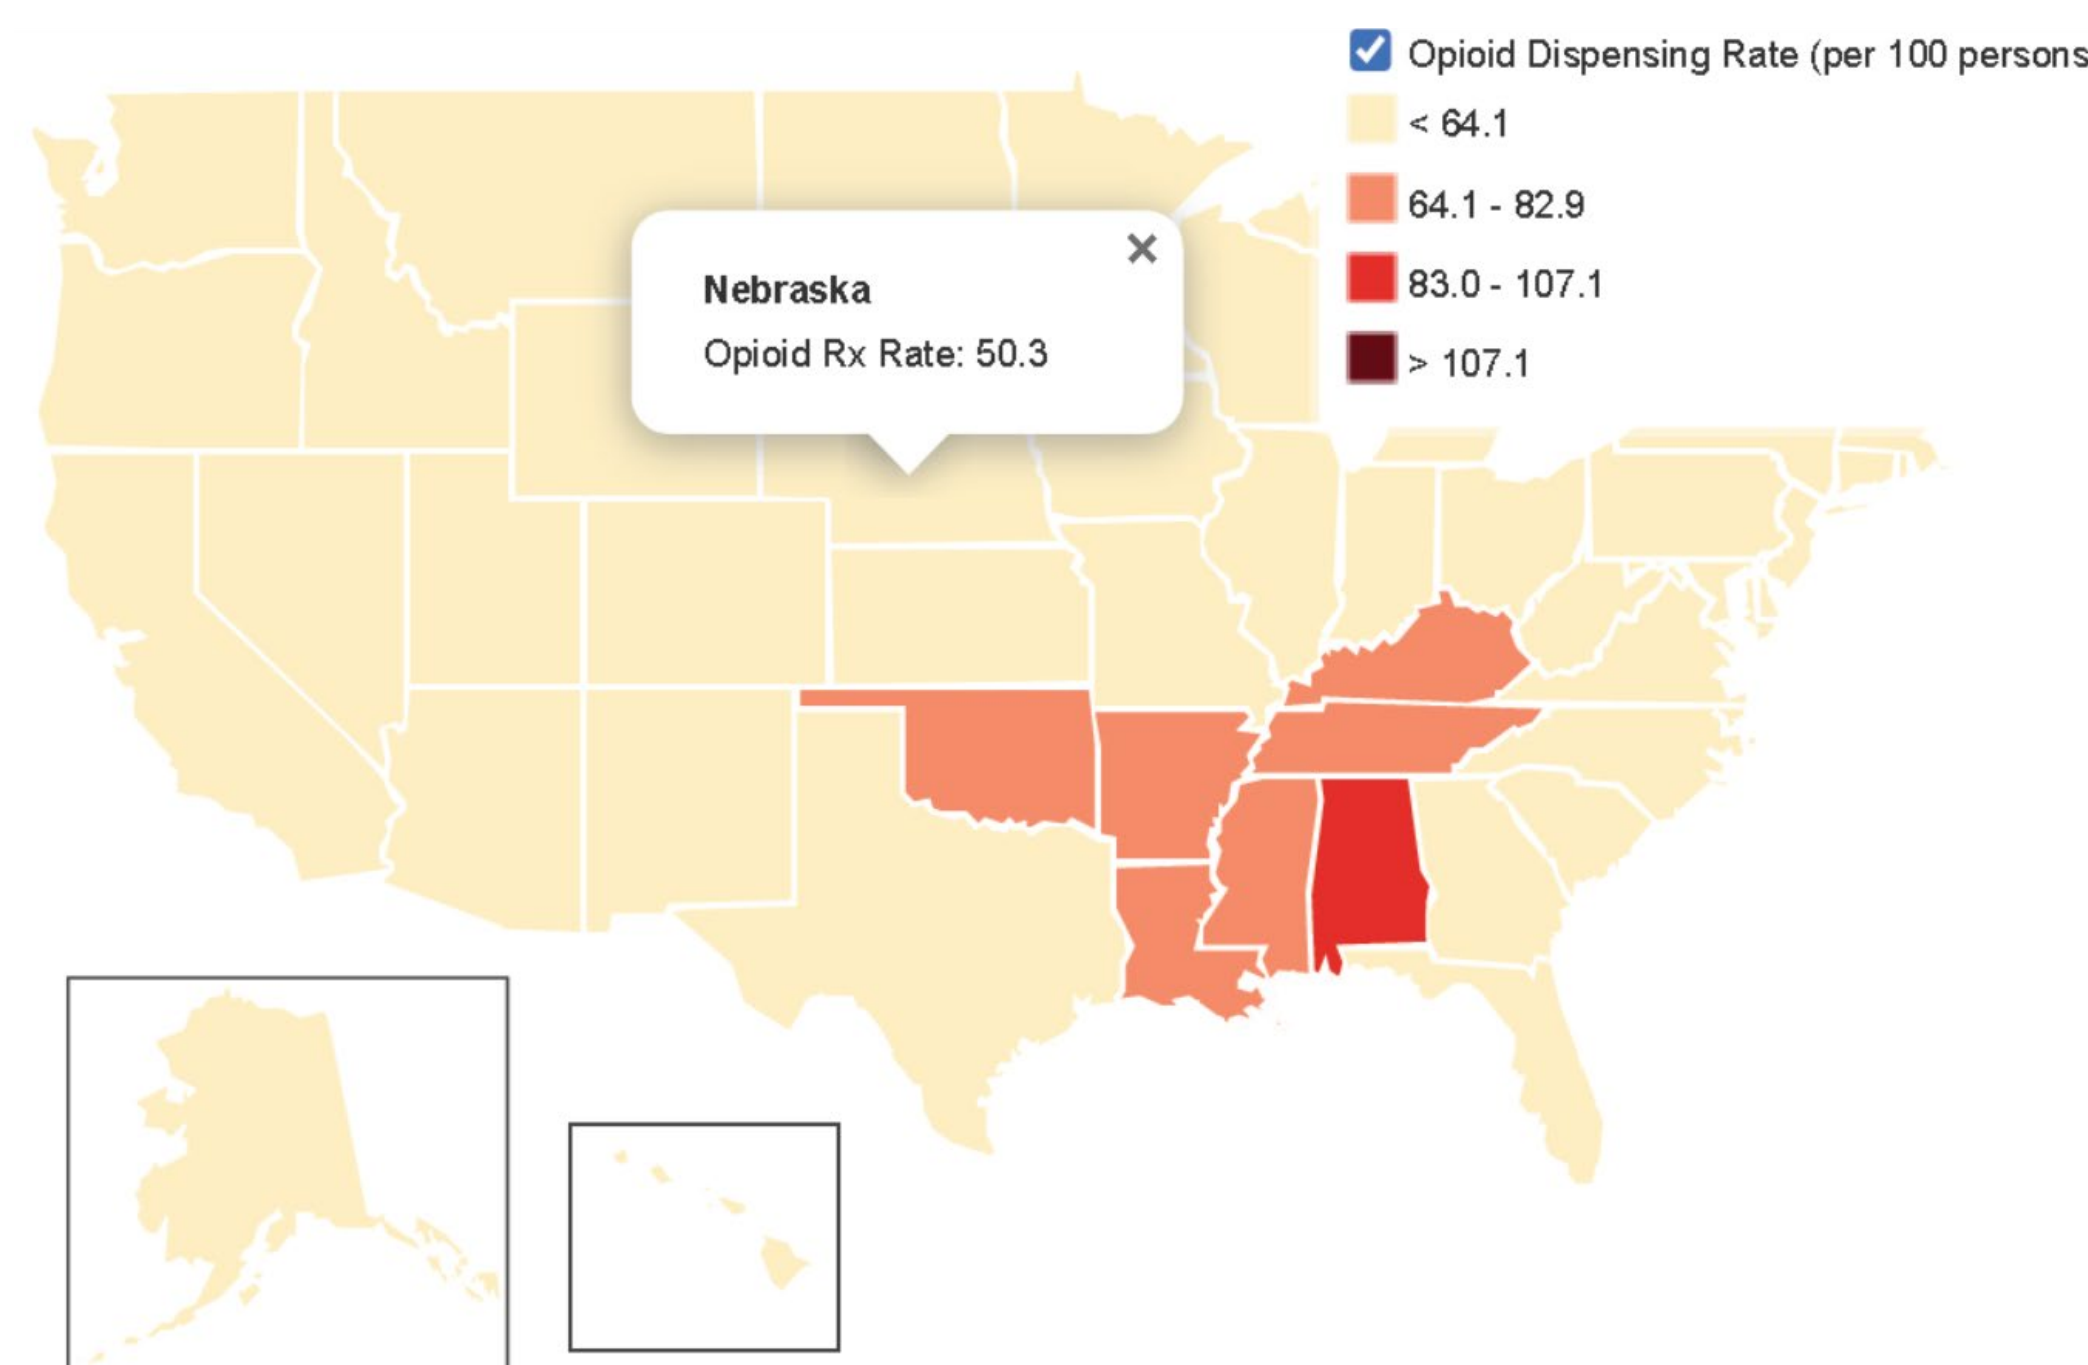 Opioid Dispensing Rate (per 100 persons
< 64.1
64.1 - 82.9
83.0 - 107.1
> 107.1
Nebraska
Opioid Rx Rate: 50.3